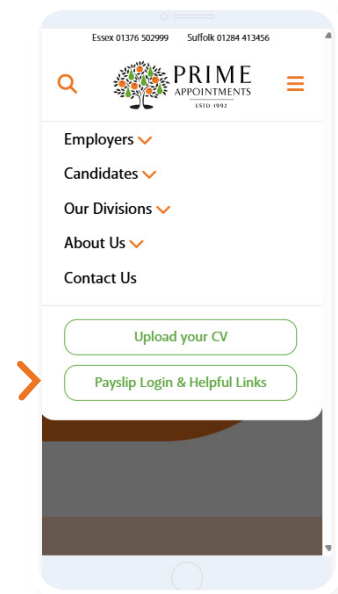 Essex 01376 502999 Suffolk 01284 413456
PRIME
APPOINTMENTS
ESTD 1992
Employers
Candidates
Our Divisions
About Us
Contact Us
Upload your CV
Payslip Login & Helpful Links